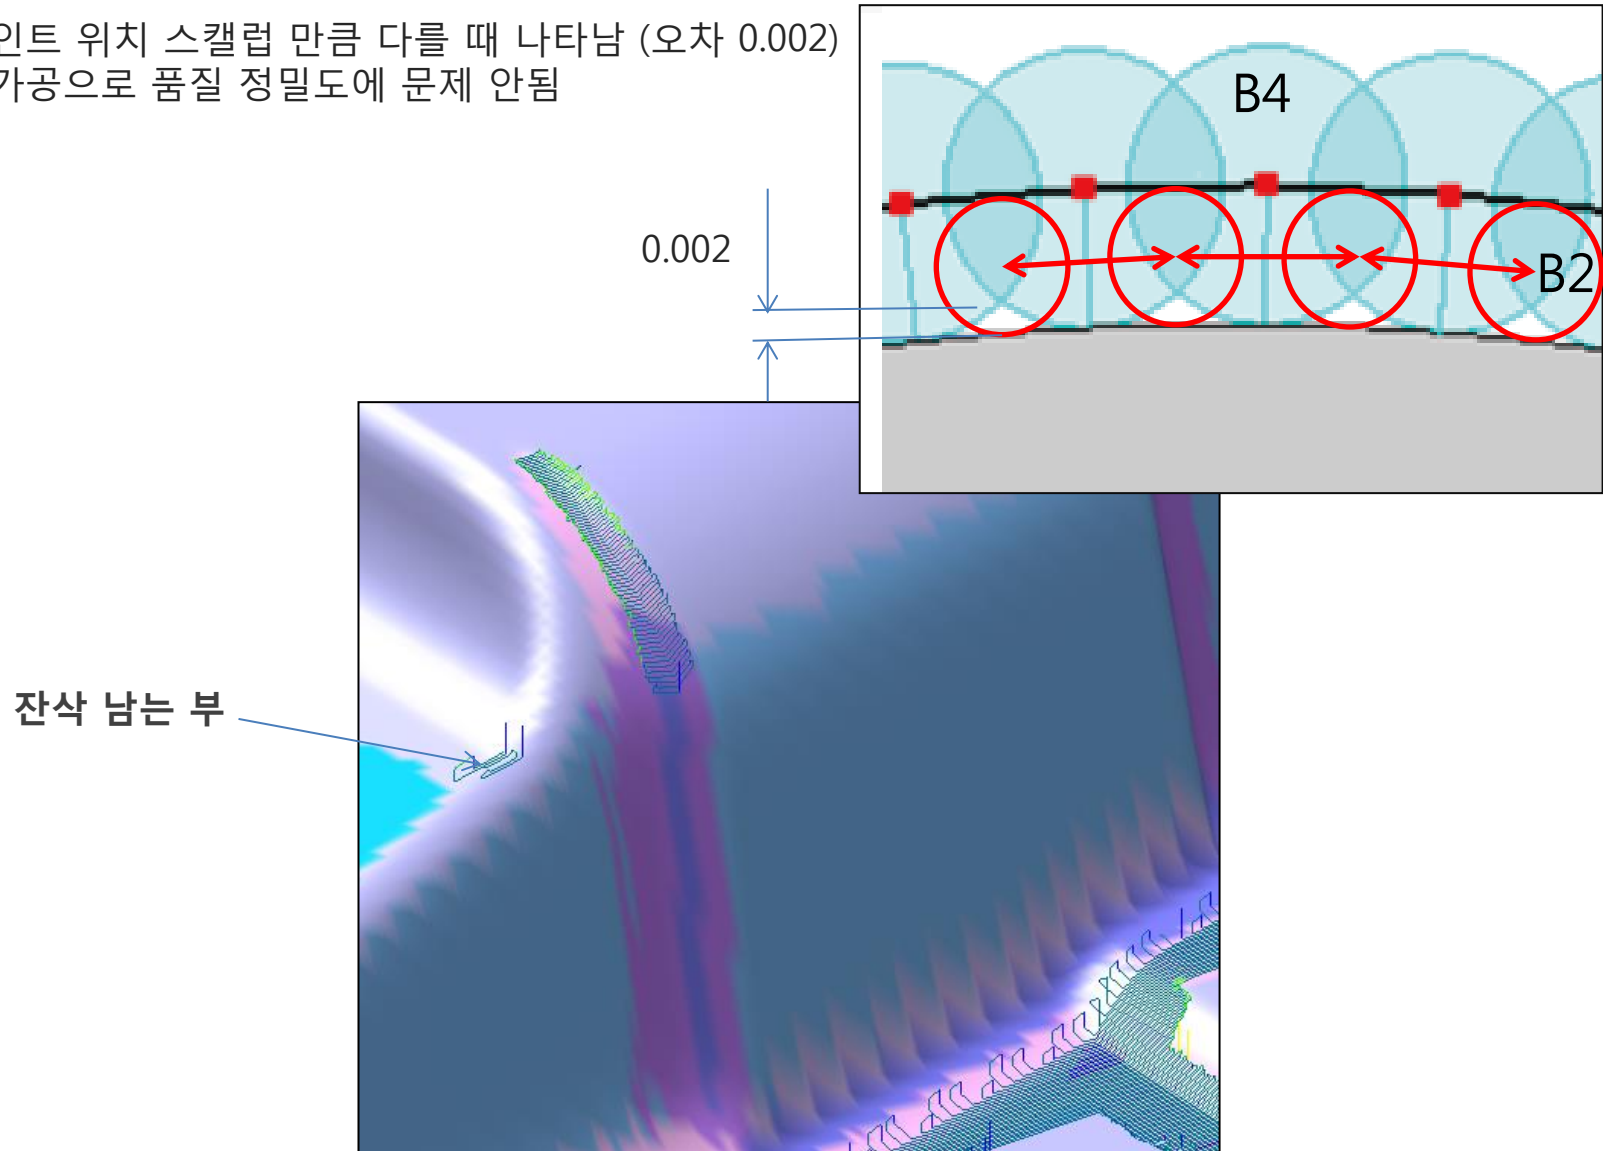 인트 위치 스캘럽 만큼 다를 때 나타남 (오차 0.002)
가공으로 품질 정밀도에 문제 안됨
B4
0.002
B2
잔삭 남는 부